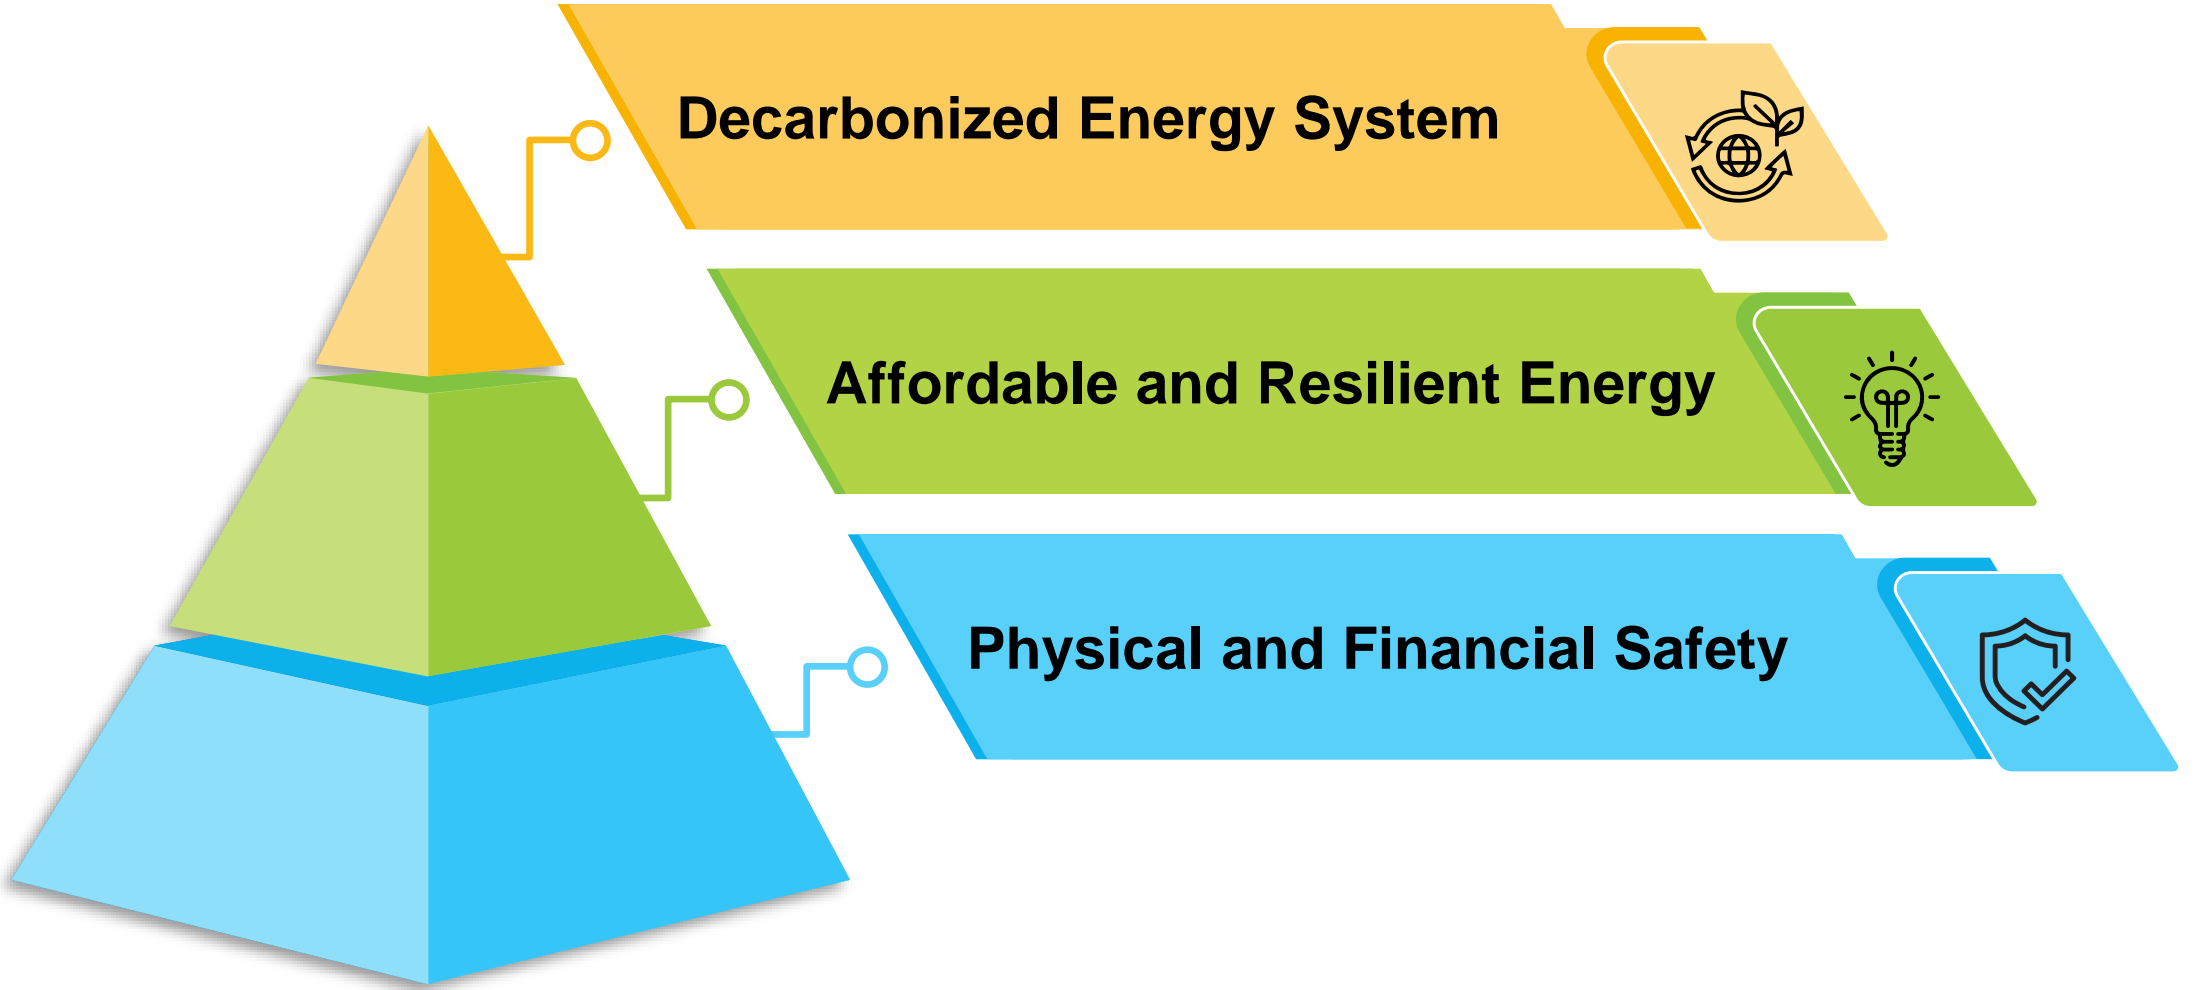 Decarbonized Energy System
Affordable and Resilient Energy
Physical and Financial Safety